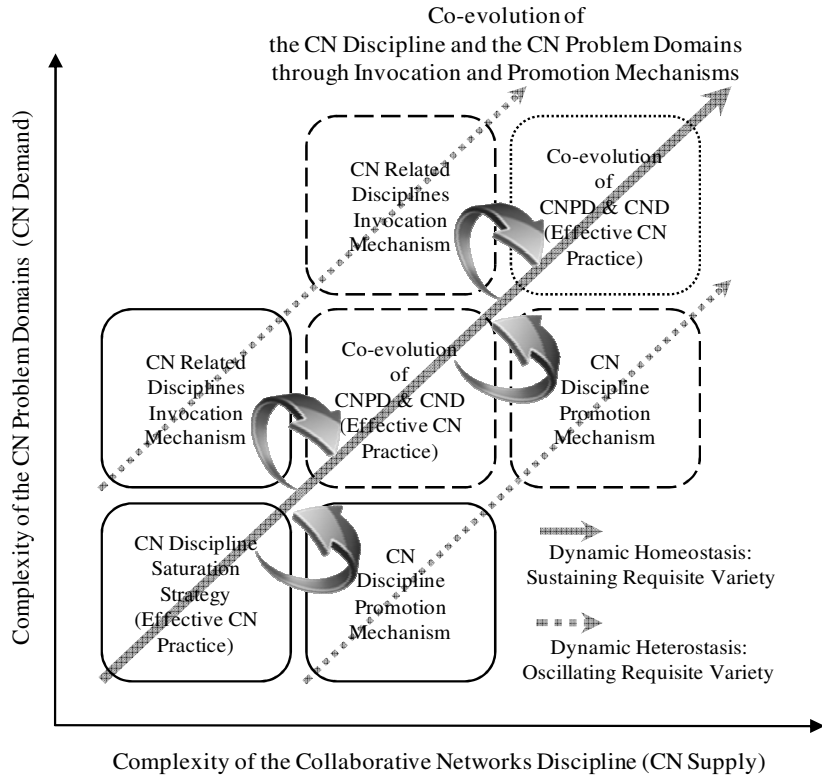 Co-evolution of
the CN Discipline and the CN Problem Domains
through Invocation and Promotion Mechanisms
Complexity of the CN Problem Domains (CN Demand)
CN Related
Disciplines
Invocation
Mechanism
Co-evolution
of
CNPD & CND
(Effective CN
Practice)
CN Related
Disciplines
Invocation
Mechanism
Co-evolution
of
CNPD & CND
(Effective CN
Practice)
CN
Discipline
Promotion
Mechanism
CN Discipline
Saturation
Strategy
(Effective CN
Practice)
CN
Discipline
Promotion
Mechanism
Dynamic Homeostasis:
Sustaining Requisite Variety
Dynamic Heterostasis:
Oscillating Requisite Variety
Complexity of the Collaborative Networks Discipline (CN Supply)